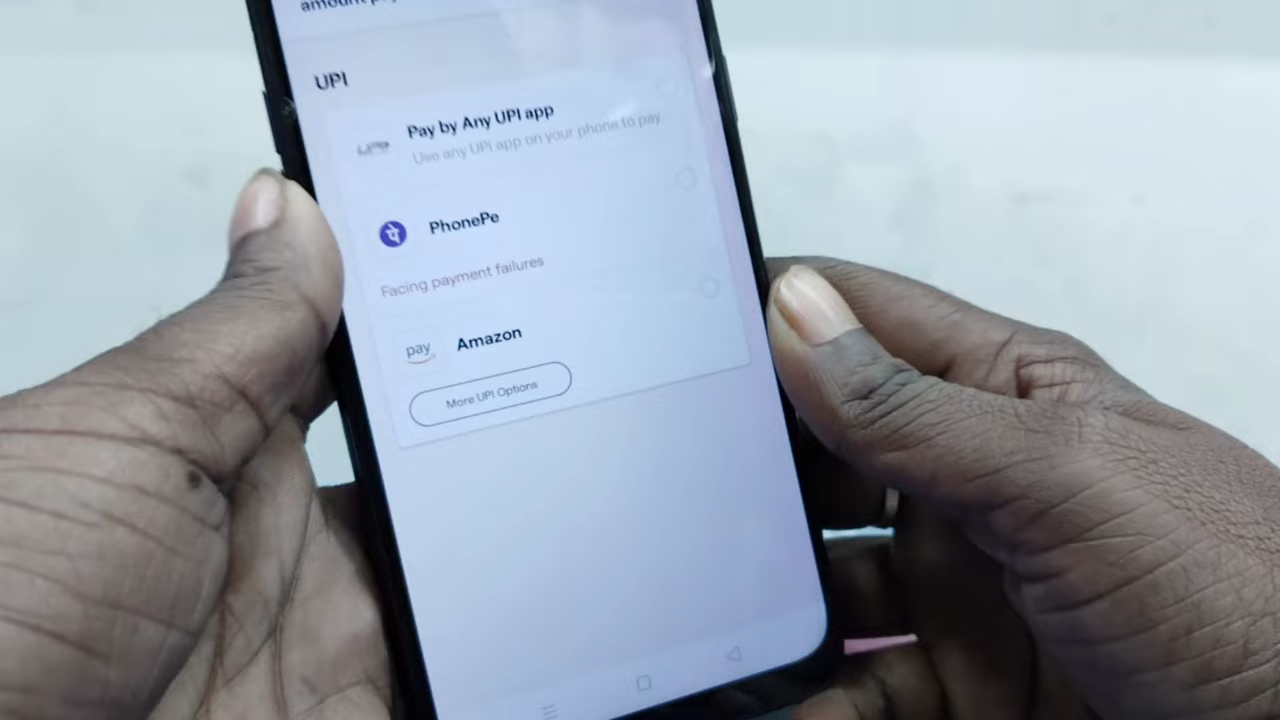 amount
UPI
Pay by Any UPI app
Use any UPI app on your phone to pay
PhonePe
Facing payment failures
pay
Amazon
More UPI Options